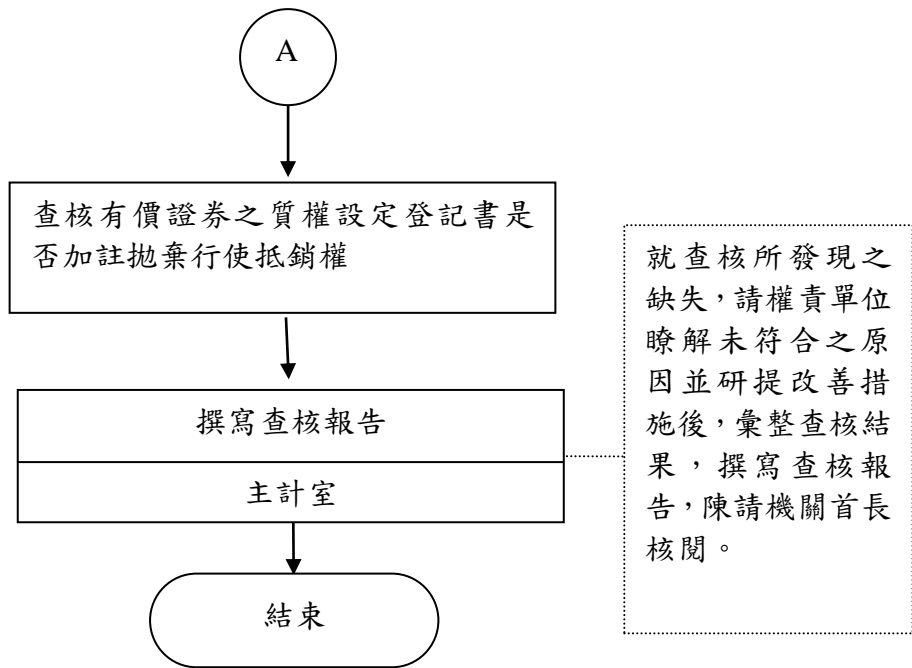 A
查核有價證券之質權設定登記書是
否加註拋棄行使抵銷權
就查核所發現之
缺失，請權責單位
瞭解未符合之原
因並研提改善措
施後，彙整查核結
果，撰寫查核報
告，陳請機關首長
核閱。
撰寫查核報告
主計室
結束